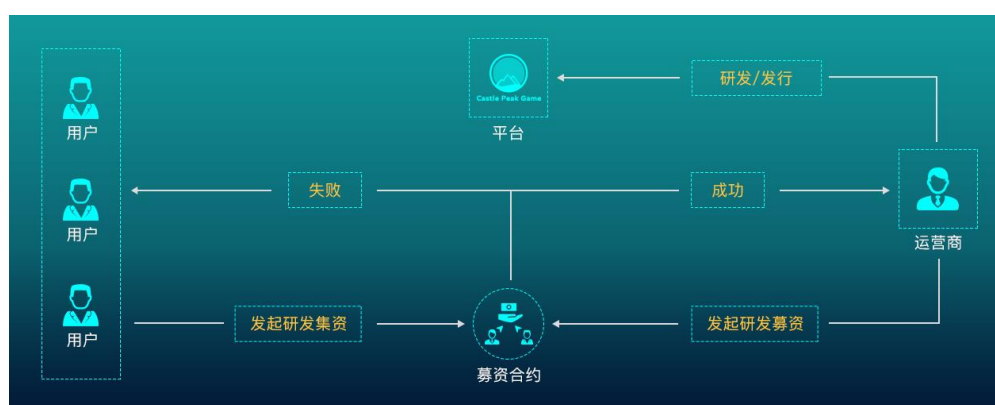 Castle Peak Game
研发/发行
用户
平台
失败
成功
用户
运营商
发起研发集资
发起研发募资
用户
募资合约